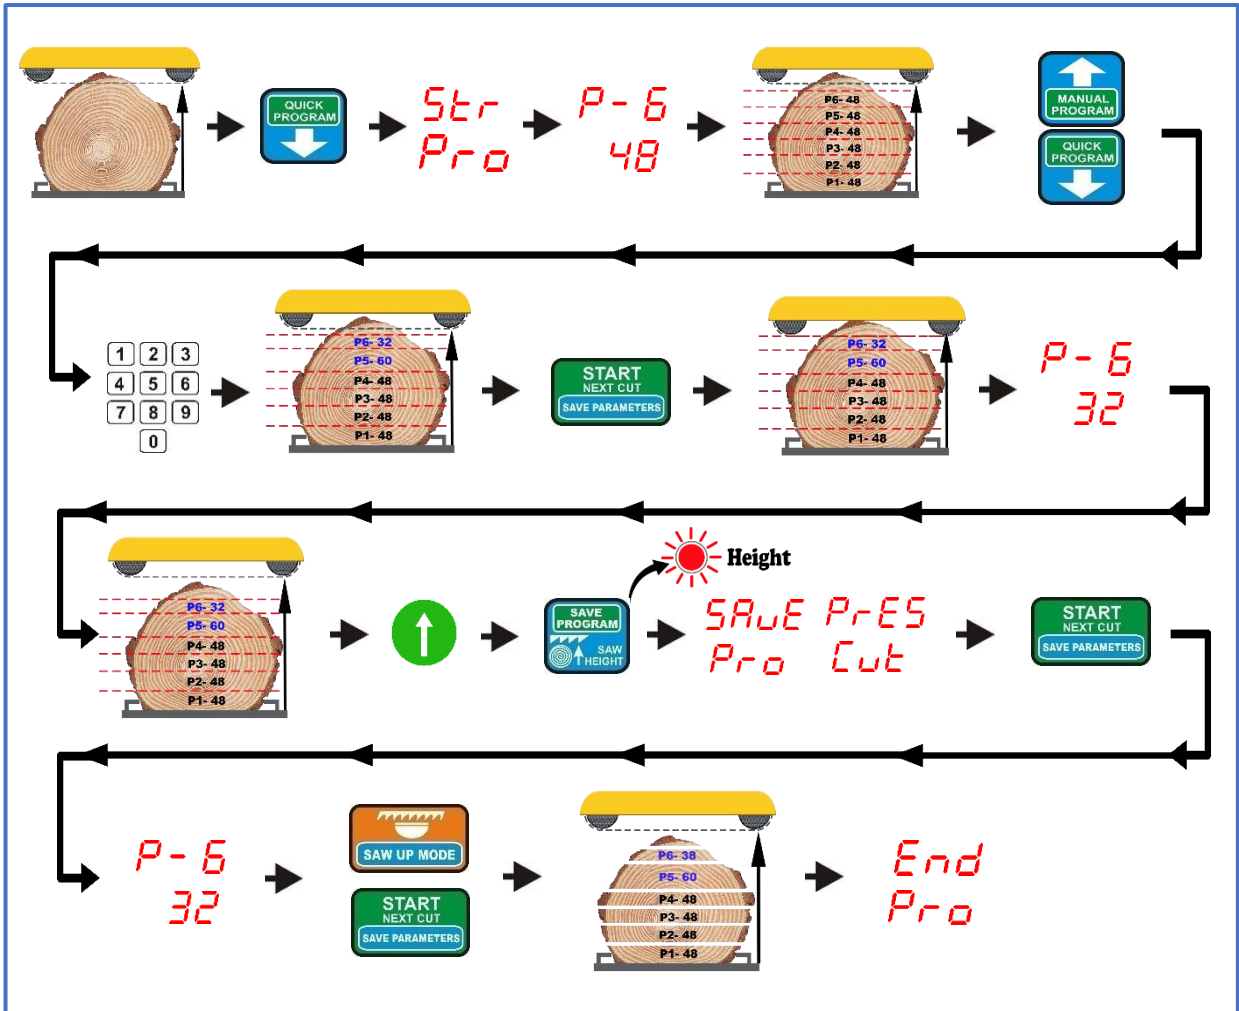 QUICK
PROGRAM
Str
Pro
P-6
48
P6- 48
P5- 48
P4- 48
P3- 48
P2- 48
P1- 48
MANUAL
PROGRAM
QUICK
PROGRAM
1 2 3
4 5 6
7 8 9
0
P6- 32
P5- 60
P4- 48
P3- 48
P2- 48
P1- 48
START
NEXT CUT
SAVE PARAMETERS
P6- 32
P5- 60
P4- 48
P3- 48
P2- 48
P1- 48
P-6
32
P6- 32
P5- 60
P4- 48
P3- 48
P2- 48
P1- 48
SAVE
PROGRAM
SAW
HEIGHT
Height
SAvE PrES
Pro Cut
START
NEXT CUT
SAVE PARAMETERS
P-6
32
SAW UP MODE
START
NEXT CUT
SAVE PARAMETERS
P6- 38
P5- 60
P4- 48
P3- 48
P2- 48
P1- 48
End
Pro